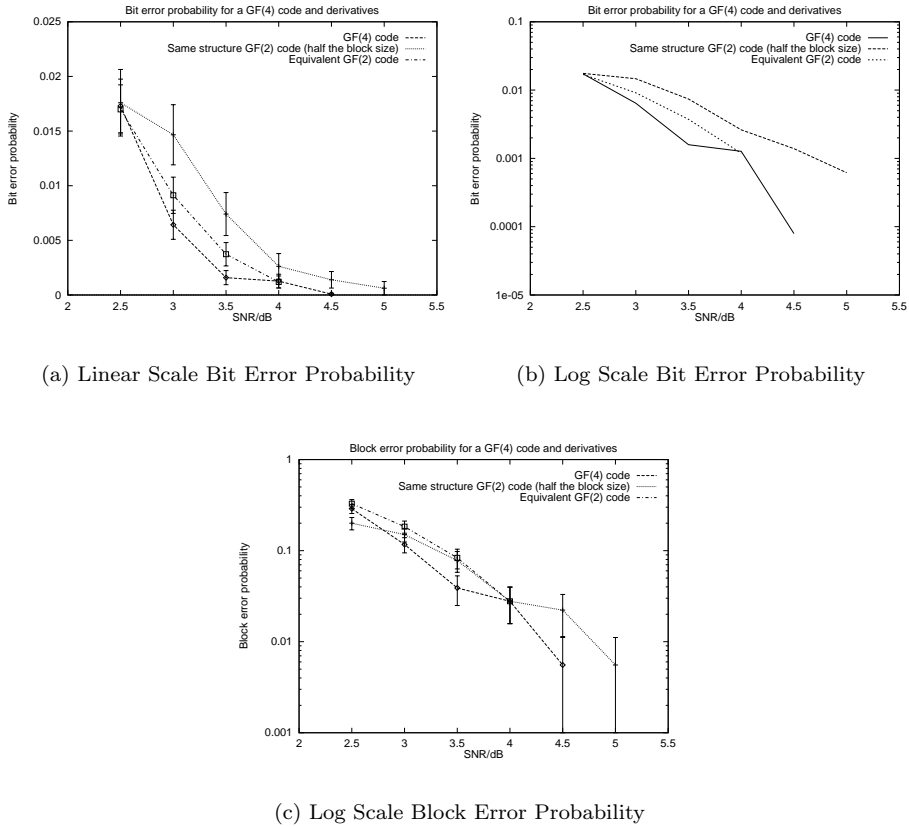 Bit error probability for a GF(4) code and derivatives
0.025
0.02
0.015
0.01
0.005
0
Bit error probability
GF(4) code
Same structure GF(2) code (half the block size)
Equivalent GF(2) code
2 2.5 3 3.5 4 4.5 5 5.5
SNR/dB
(a) Linear Scale Bit Error Probability
Bit error probability for a GF(4) code and derivatives
0.1
0.01
0.001
0.0001
1e-05
Bit error probability
GF(4) code
Same structure GF(2) code (half the block size)
Equivalent GF(2) code
2 2.5 3 3.5 4 4.5 5 5.5
SNR/dB
(b) Log Scale Bit Error Probability
Block error probability for a GF(4) code and derivatives
1
0.1
0.01
0.001
Block error probability
GF(4) code
Same structure GF(2) code (half the block size)
Equivalent GF(2) code
2 2.5 3 3.5 4 4.5 5 5.5
SNR/dB
(c) Log Scale Block Error Probability